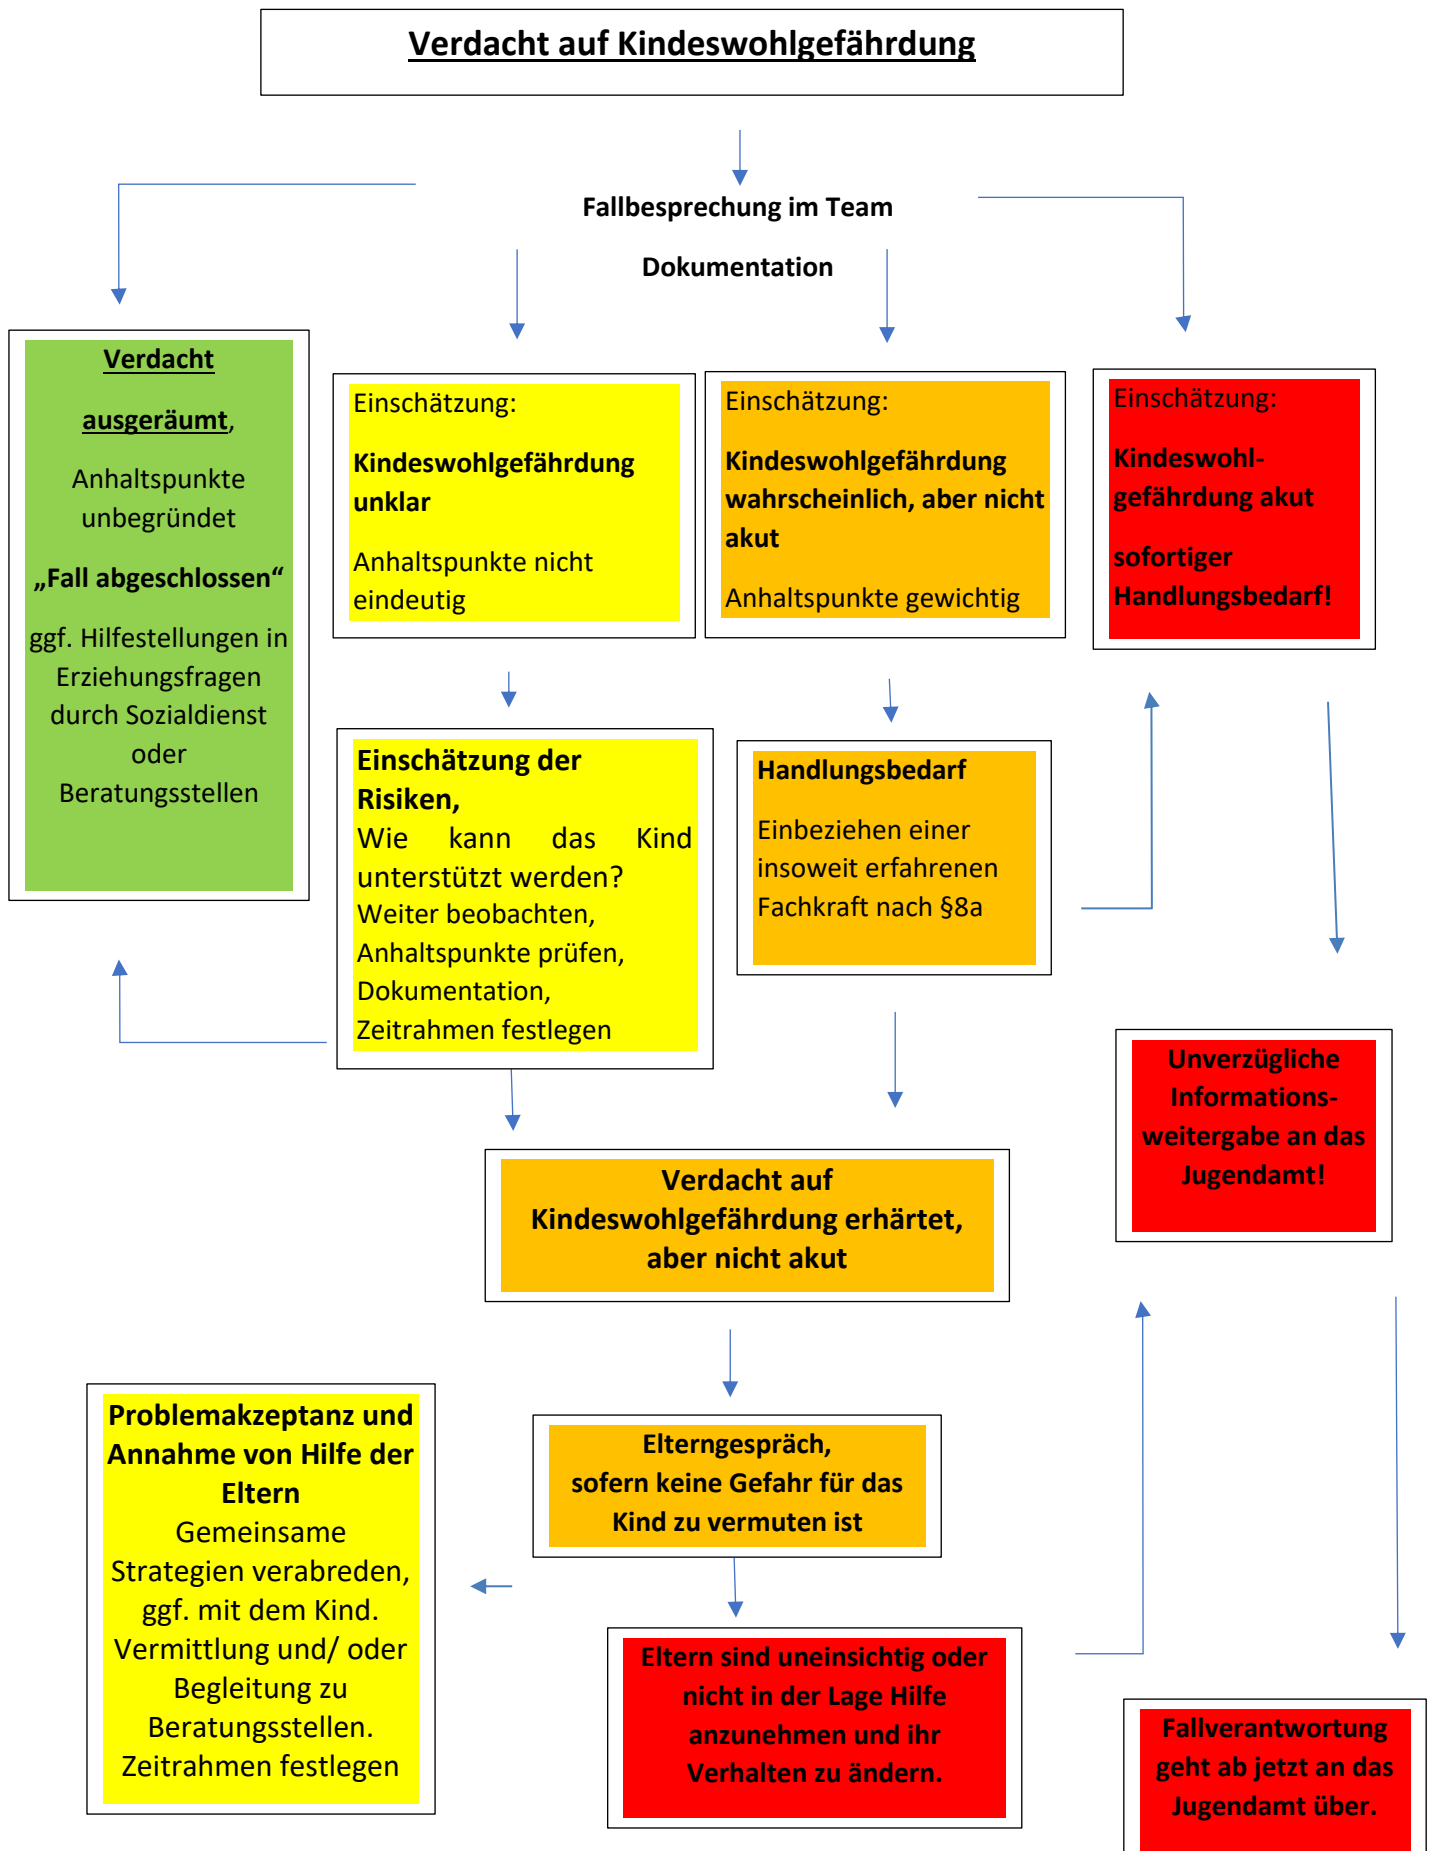 Verdacht auf Kindeswohlgefährdung
Fallbesprechung im Team
Dokumentation
Verdacht
ausgeräumt,
Anhaltspunkte
unbegründet
„Fall abgeschlossen“
ggf. Hilfestellungen in
Erziehungsfragen
durch Sozialdienst
oder
Beratungsstellen
Einschätzung:
Kindeswohlgefährdung
unklar
Anhaltspunkte nicht
eindeutig
Einschätzung:
Kindeswohlgefährdung
wahrscheinlich, aber nicht
akut
Anhaltspunkte gewichtig
Einschätzung:
Kindeswohl-
gefährdung akut
sofortiger
Handlungsbedarf!
Einschätzung der
Risiken,
Wie kann das Kind
unterstützt werden?
Weiter beobachten,
Anhaltspunkte prüfen,
Dokumentation,
Zeitrahmen festlegen
Handlungsbedarf
Einbeziehen einer
insoweit erfahrenen
Fachkraft nach §8a
Unverzügliche
Informations-
weitergabe an das
Jugendamt!
Verdacht auf
Kindeswohlgefährdung erhärtet,
aber nicht akut
Problemakzeptanz und
Annahme von Hilfe der
Eltern
Gemeinsame
Strategien verabreden,
ggf. mit dem Kind.
Vermittlung und/ oder
Begleitung zu
Beratungsstellen.
Zeitrahmen festlegen
Elterngespräch,
sofern keine Gefahr für das
Kind zu vermuten ist
Eltern sind uneinsichtig oder
nicht in der Lage Hilfe
anzunehmen und ihr
Verhalten zu ändern.
Fallverantwortung
geht ab jetzt an das
Jugendamt über.